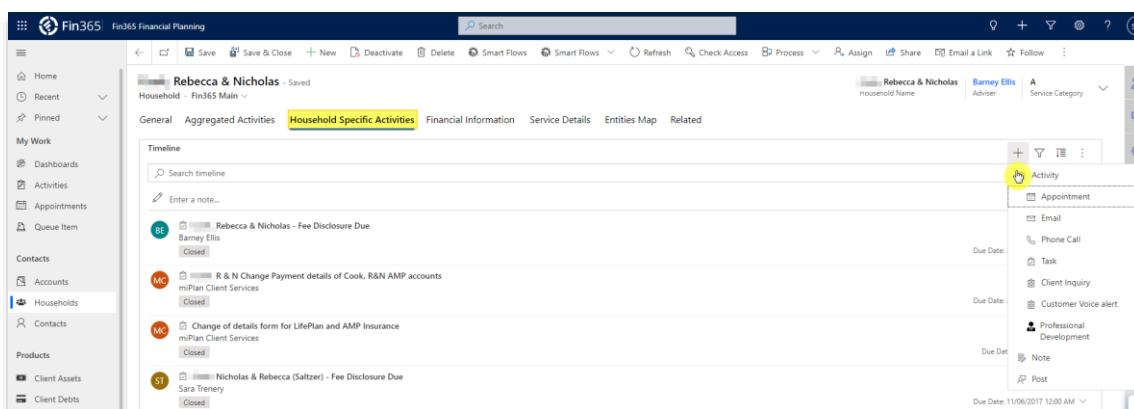 Fin365 Fin365 Financial Planning Search ?
Save Save & Close New Deactivate Delete Smart Flows Smart Flows Refresh Check Access Process Assign Share Email a Link Follow
Home
Recent
Pinned
My Work
Dashboards
Activities
Appointments
Queue Item
Contacts
Accounts
Households
Contacts
Products
Client Assets
Client Debts
Rebecca & Nicholas - Saved
Household · Fin365 Main
Rebecca & Nicholas Barney Ellis A
Household Name Adviser Service Category
General Aggregated Activities Household Specific Activities Financial Information Service Details Entities Map Related
Timeline
Search timeline
Enter a note...
BE Rebecca & Nicholas - Fee Disclosure Due
Barney Ellis
Closed Due Date:
MC R & N Change Payment details of Cook, R&N AMP accounts
miPlan Client Services
Closed Due Date:
MC Change of details form for LifePlan and AMP Insurance
miPlan Client Services
Closed Due Dat
ST Nicholas & Rebecca (Saltzer) - Fee Disclosure Due
Sara Trenery
Closed Due Date: 11/06/2017 12:00 AM
Activity
Appointment
Email
Phone Call
Task
Client Inquiry
Customer Voice alert
Professional
Development
Note
Post